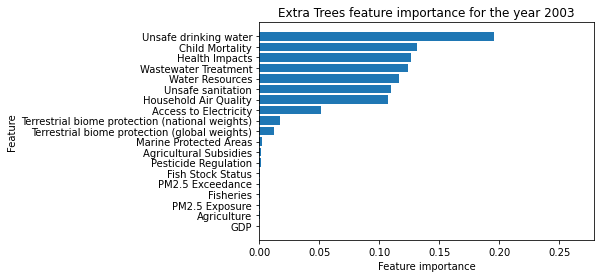 Extra Trees feature importance for the year 2003
Feature
Unsafe drinking water
Child Mortality
Health Impacts
Wastewater Treatment
Water Resources
Unsafe sanitation
Household Air Quality
Access to Electricity
Terrestrial biome protection (national weights)
Terrestrial biome protection (global weights)
Marine Protected Areas
Agricultural Subsidies
Pesticide Regulation
Fish Stock Status
PM2.5 Exceedance
Fisheries
PM2.5 Exposure
Agriculture
GDP
0.00 0.05 0.10 0.15 0.20 0.25
Feature importance